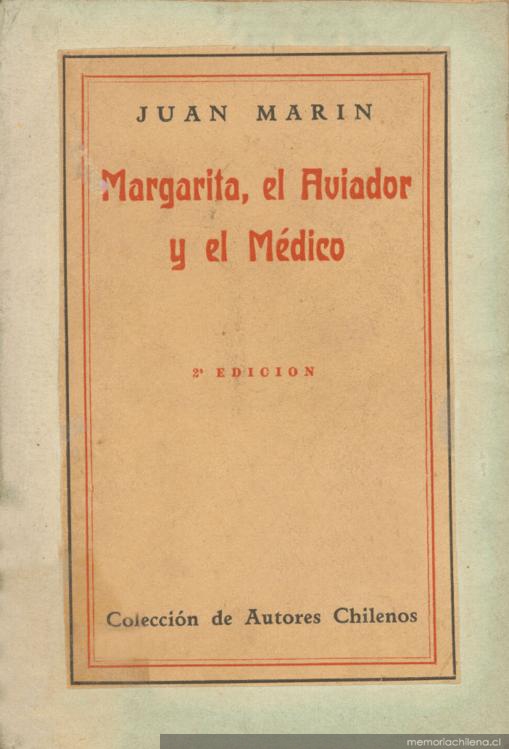 JUAN MARIN
Margarita, el Aviador
y el Médico
2ª EDICION
Colección de Autores Chilenos
memoriachilena.cl